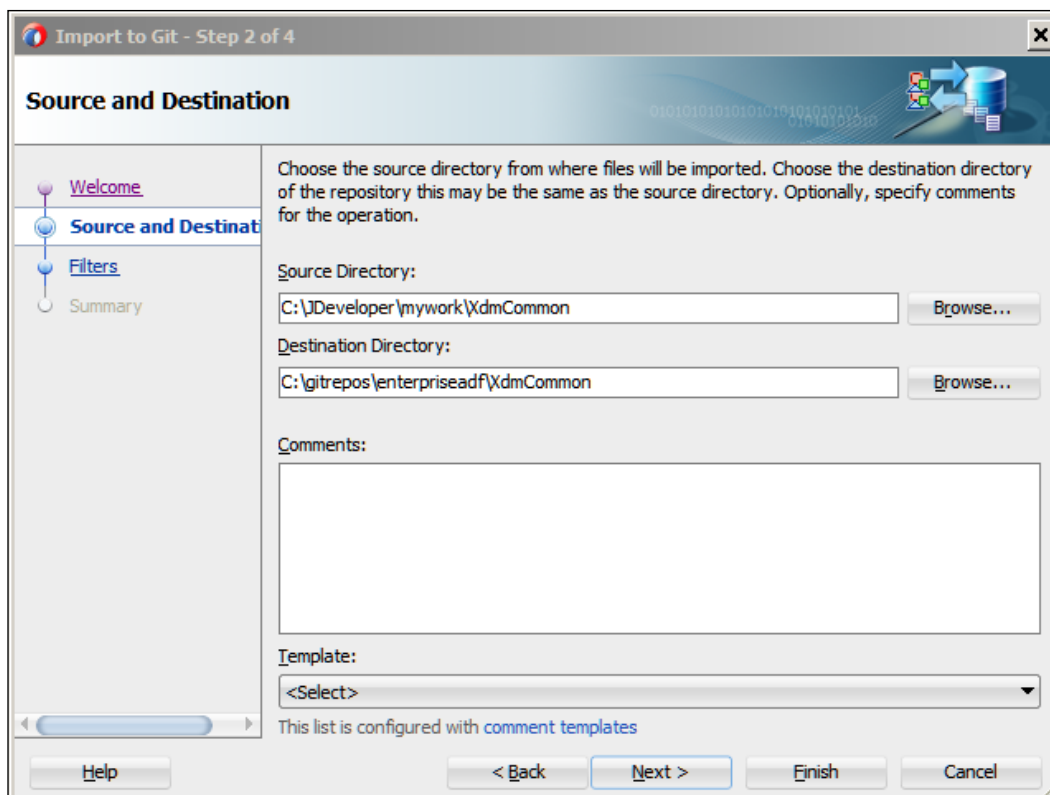 Import to Git - Step 2 of 4
Source and Destination
010101010101010101010101010101
01010101010
Welcome
Source and Destinati
Filters
Summary
Choose the source directory from where files will be imported. Choose the destination directory
of the repository this may be the same as the source directory. Optionally, specify comments
for the operation.
Source Directory:
C:\JDeveloper\mywork\XdmCommon
Browse...
Destination Directory:
C:\gitrepos\enterpriseadf\XdmCommon
Browse...
Comments:
Template:
<Select>
This list is configured with comment templates
Help
< Back
Next >
Finish
Cancel